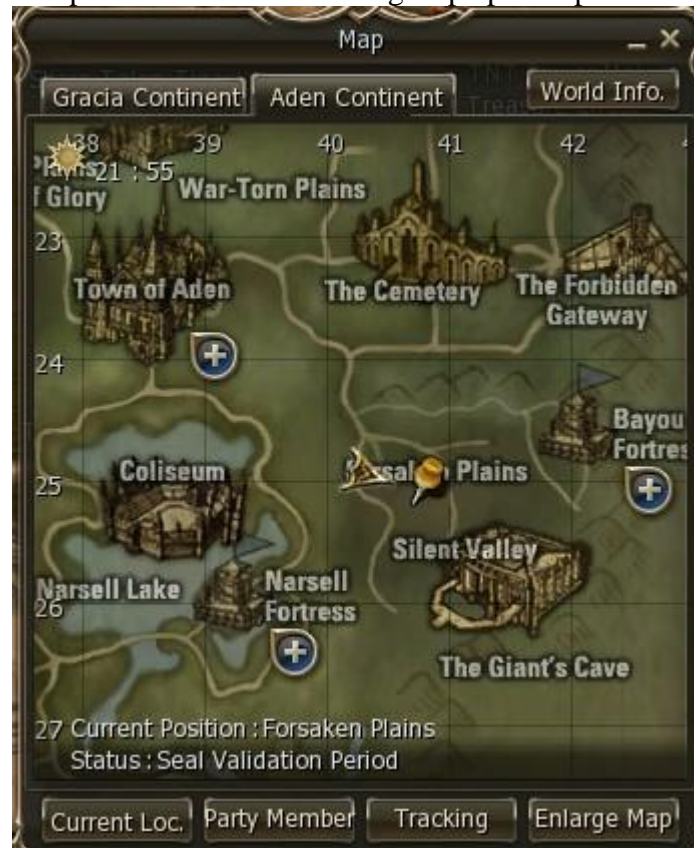 Map
Gracia Continent
Aden Continent
World Info.
38 39 40 41 42
Plains
of Glory
21 : 55
War-Torn Plains
23
Town of Aden
The Cemetery
The Forbidden
Gateway
24
Bayou
Coliseum
Plains
25
Silent Valley
Narsell Lake
Narsell
Fortress
26
The Giant's Cave
27
Current Position : Forsaken Plains
Status : Seal Validation Period
Current Loc.
Party Member
Tracking
Enlarge Map